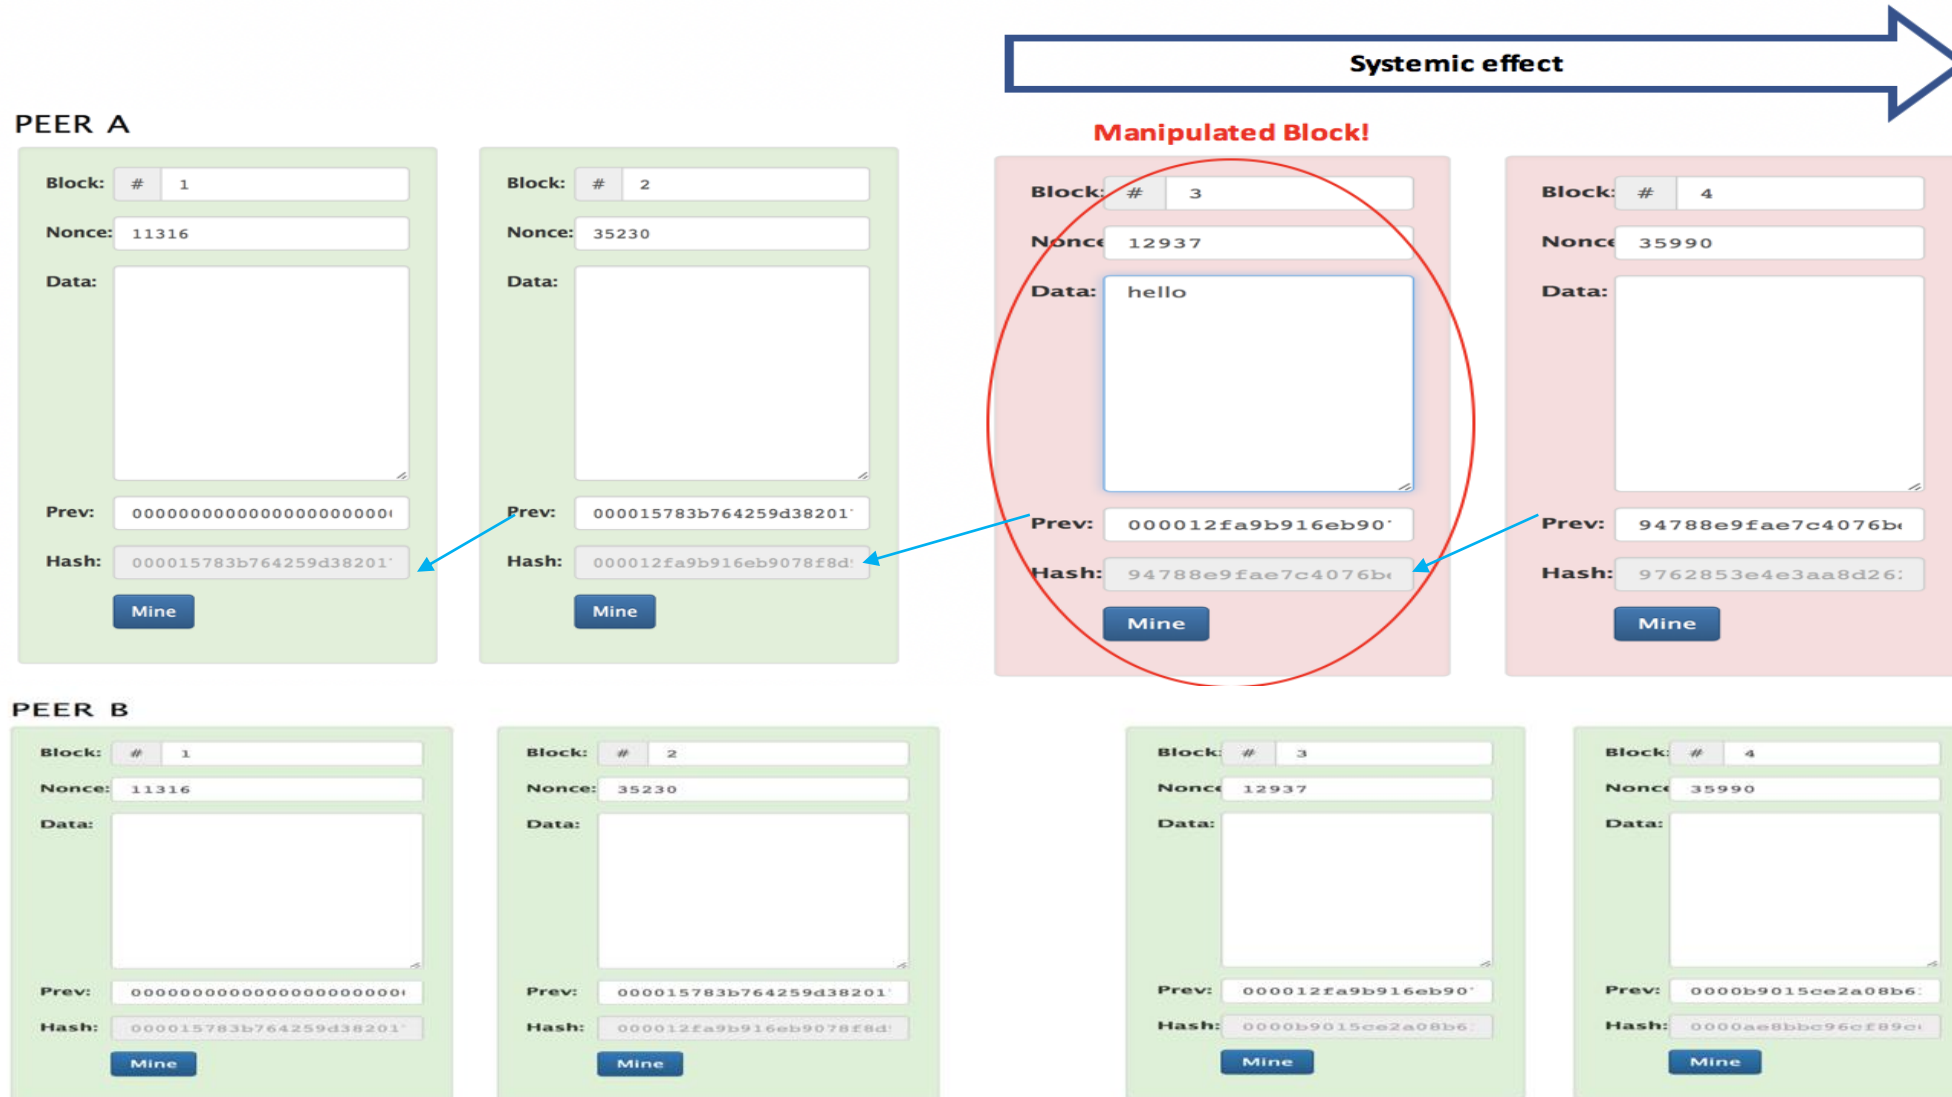 Systemic effect
PEER A
Manipulated Block!
Block: # 1
Nonce: 11316
Data:
Prev: 00000000000000000000000
Hash: 000015783b764259d38201
Mine
Block: # 2
Nonce: 35230
Data:
Prev: 000015783b764259d38201
Hash: 000012fa9b916eb9078f8d
Mine
Block: # 3
Nonce 12937
Data: hello
Prev: 000012fa9b916eb90
Hash: 94788e9fae7c4076b
Mine
Block: # 4
Nonce 35990
Data:
Prev: 94788e9fae7c4076b
Hash: 9762853e4e3aa8d26
Mine
PEER B
Block: # 1
Nonce: 11316
Data:
Prev: 00000000000000000000000
Hash: 000015783b764259d38201
Mine
Block: # 2
Nonce: 35230
Data:
Prev: 000015783b764259d38201
Hash: 000012fa9b916eb9078f8d
Mine
Block: # 3
Nonce 12937
Data:
Prev: 000012fa9b916eb90
Hash: 0000b9015ce2a08b6
Mine
Block: # 4
Nonce 35990
Data:
Prev: 0000b9015ce2a08b6
Hash: 0000ae8bbc96cf89c
Mine